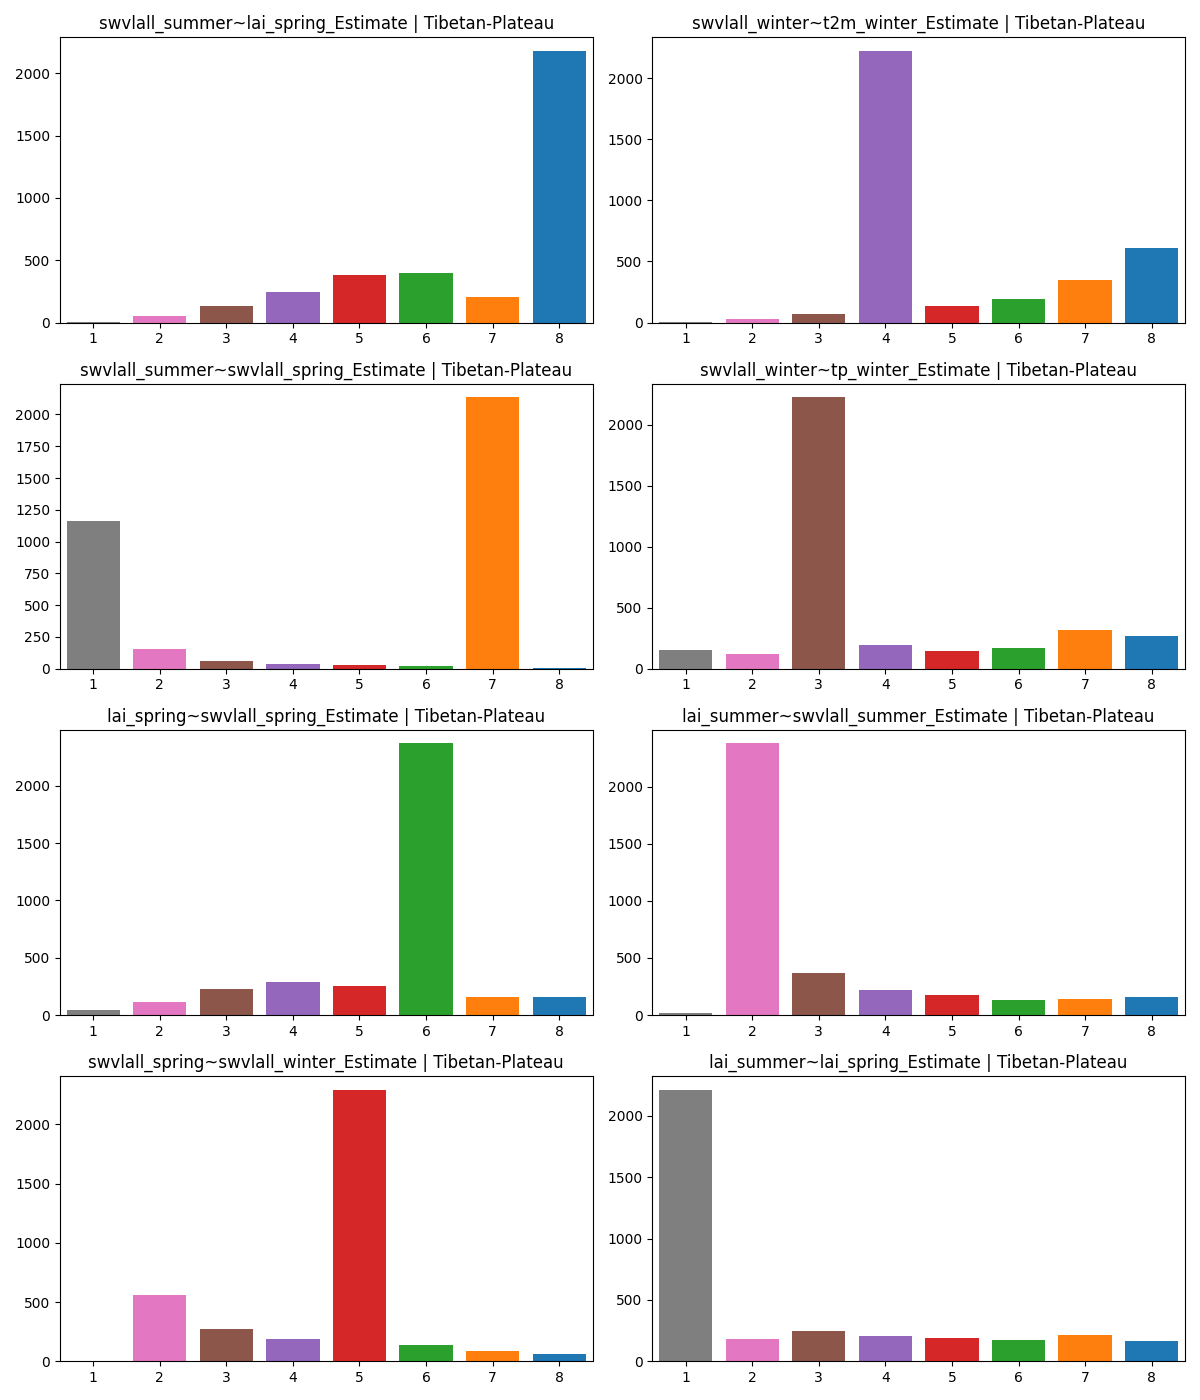 swvlall_summer~lai_spring_Estimate | Tibetan-Plateau
2000
1500
1000
500
0
1 2 3 4 5 6 7 8
swvlall_winter~t2m_winter_Estimate | Tibetan-Plateau
2000
1500
1000
500
0
1 2 3 4 5 6 7 8
swvlall_summer~swvlall_spring_Estimate | Tibetan-Plateau
2000
1750
1500
1250
1000
750
500
250
0
1 2 3 4 5 6 7 8
swvlall_winter~tp_winter_Estimate | Tibetan-Plateau
2000
1500
1000
500
0
1 2 3 4 5 6 7 8
lai_spring~swvlall_spring_Estimate | Tibetan-Plateau
2000
1500
1000
500
0
1 2 3 4 5 6 7 8
lai_summer~swvlall_summer_Estimate | Tibetan-Plateau
2000
1500
1000
500
0
1 2 3 4 5 6 7 8
swvlall_spring~swvlall_winter_Estimate | Tibetan-Plateau
2000
1500
1000
500
0
1 2 3 4 5 6 7 8
lai_summer~lai_spring_Estimate | Tibetan-Plateau
2000
1500
1000
500
0
1 2 3 4 5 6 7 8